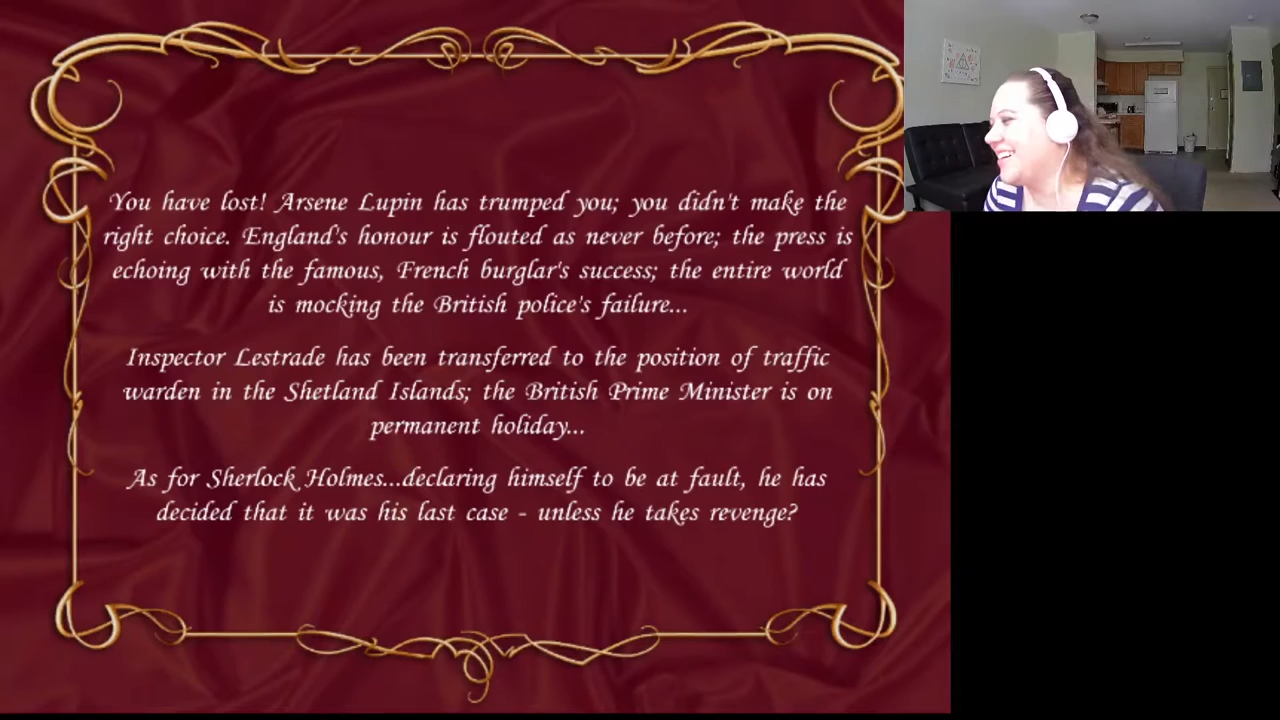 You have lost! Arsene Lupin has trumped you; you didn't make the
right choice. England's honour is flouted as never before; the press is
echoing with the famous, French burglar's success; the entire world
is mocking the British police's failure...
Inspector Lestrade has been transferred to the position of traffic
warden in the Shetland Islands; the British Prime Minister is on
permanent holiday...
As for Sherlock Holmes...declaring himself to be at fault, he has
decided that it was his last case - unless he takes revenge?